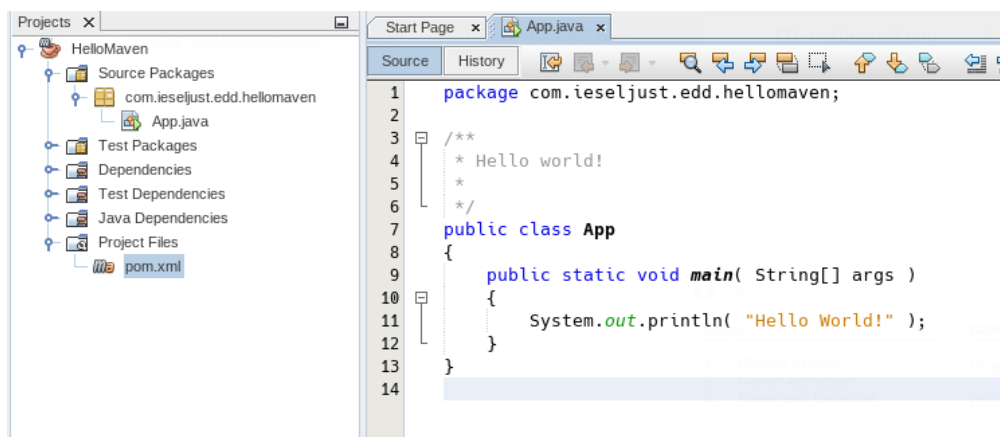 Projects
HelloMaven
Source Packages
com.ieseljust.edd.hellomaven
App.java
Test Packages
Dependencies
Test Dependencies
Java Dependencies
Project Files
pom.xml
Start Page App.java
Source History
1 package com.ieseljust.edd.hellomaven;
2
3 /**
4 * Hello world!
5 *
6 */
7 public class App
8 {
9 public static void main( String[] args )
10 {
11 System.out.println( "Hello World!" );
12 }
13 }
14